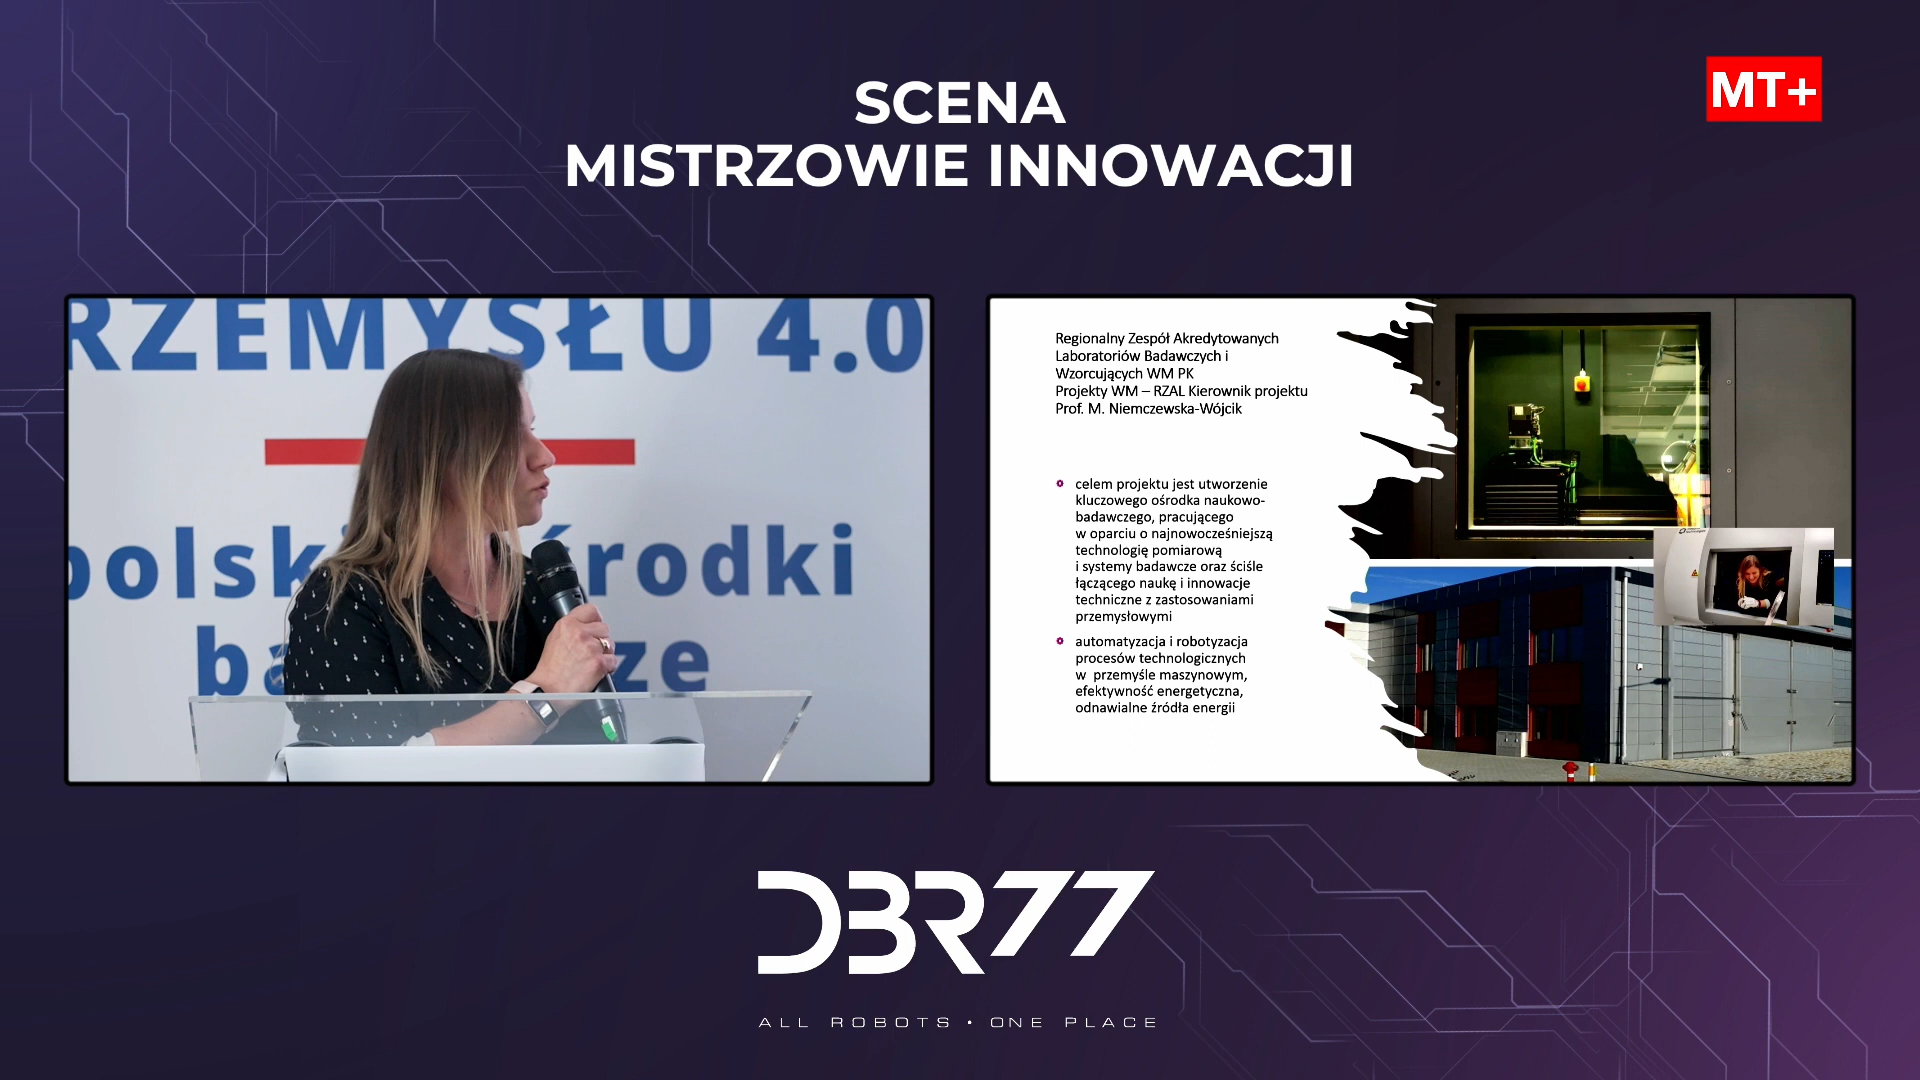 SCENA
MISTRZOWIE INNOWACJI
MT+
RZEMYSŁU 4.0
Regionalny Zespół Akredytowanych
Laboratoriów Badawczych i
Wzorcujących WM PK
Projekty WM – RZAL Kierownik projektu
Prof. M. Niemczewska-Wójcik
celem projektu jest utworzenie
kluczowego ośrodka naukowo-
badawczego, pracującego
w oparciu o najnowocześniejszą
technologię pomiarową
i systemy badawcze oraz ściśle
łączącego naukę i innowacje
techniczne z zastosowaniami
przemysłowymi
automatyzacja i robotyzacja
procesów technologicznych
w przemyśle maszynowym,
efektywność energetyczna,
odnawialne źródła energii
DBR77
ALL ROBOTS • ONE PLACE